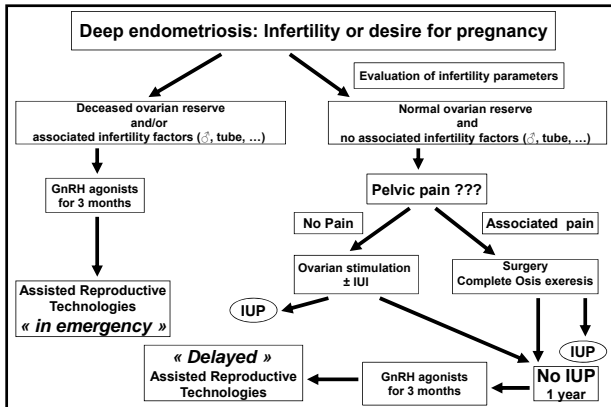 Deep endometriosis: Infertility or desire for pregnancy
Evaluation of infertility parameters
Deceased ovarian reserve
and/or
associated infertility factors (♂, tube, …)
Normal ovarian reserve
and
no associated infertility factors (♂, tube, …)
GnRH agonists
for 3 months
Pelvic pain ???
No Pain
Associated pain
Assisted Reproductive
Technologies
« in emergency »
Ovarian stimulation
± IUI
Surgery
Complete Osis exeresis
IUP
IUP
« Delayed »
Assisted Reproductive Technologies
GnRH agonists
for 3 months
No IUP
1 year